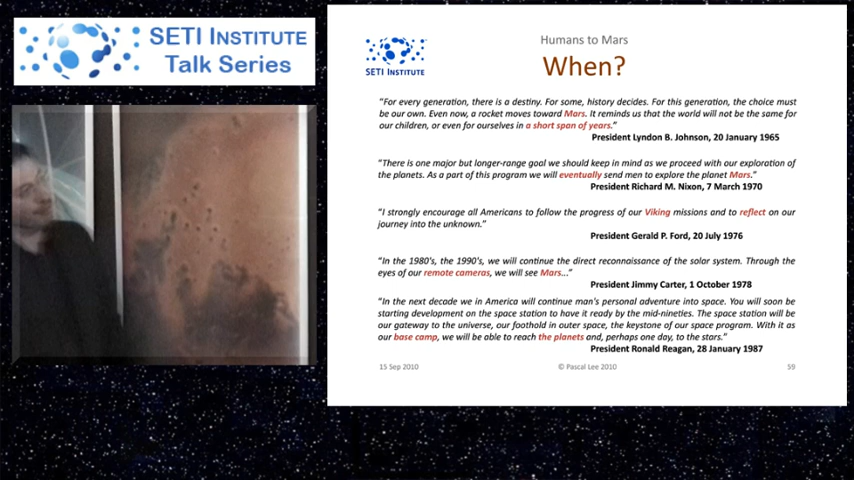 SETI INSTITUTE
Talk Series
SETI INSTITUTE
Humans to Mars
When?
"For every generation, there is a destiny. For some, history decides. For this generation, the choice must
be our own. Even now, a rocket moves toward Mars. It reminds us that the world will not be the same for
our children, or even for ourselves in a short span of years."
President Lyndon B. Johnson, 20 January 1965
"There is one major but longer-range goal we should keep in mind as we proceed with our exploration of
the planets. As a part of this program we will eventually send men to explore the planet Mars."
President Richard M. Nixon, 7 March 1970
"I strongly encourage all Americans to follow the progress of our Viking missions and to reflect on our
journey into the unknown."
President Gerald P. Ford, 20 July 1976
"In the 1980's, the 1990's, we will continue the direct reconnaissance of the solar system. Through the
eyes of our remote cameras, we will see Mars..."
President Jimmy Carter, 1 October 1978
"In the next decade we in America will continue man's personal adventure into space. You will soon be
starting development on the space station to have it ready by the mid-nineties. The space station will be
our gateway to the universe, our foothold in outer space, the keystone of our space program. With it as
our base camp, we will be able to reach the planets and, perhaps one day, to the stars."
President Ronald Reagan, 28 January 1987
15 Sep 2010
© Pascal Lee 2010
59